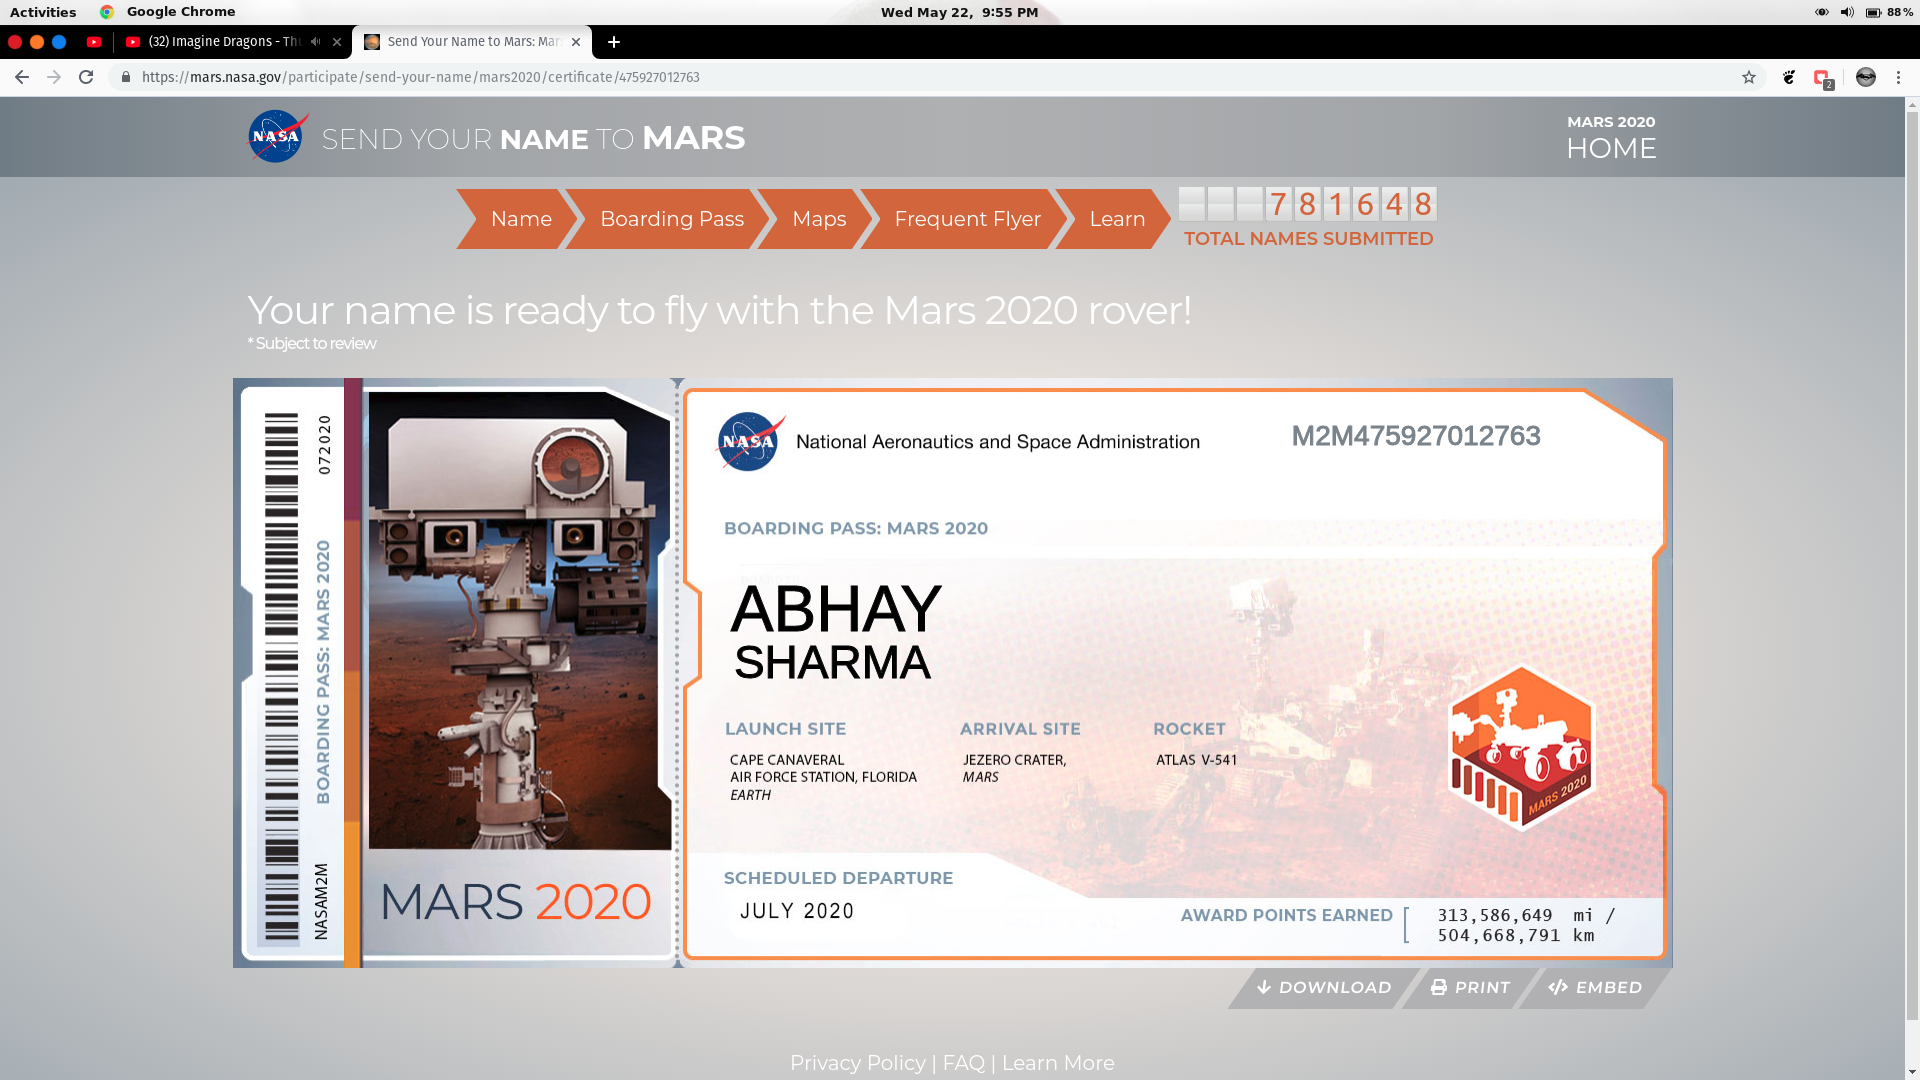 Activities
Google Chrome
Wed May 22, 9:55 PM
88%
(32) Imagine Dragons - Thu
Send Your Name to Mars: Mar
https://mars.nasa.gov/participate/send-your-name/mars2020/certificate/475927012763
2
NASA
SEND YOUR NAME TO MARS
MARS 2020
HOME
Name
Boarding Pass
Maps
Frequent Flyer
Learn
781648
TOTAL NAMES SUBMITTED
Your name is ready to fly with the Mars 2020 rover!
* Subject to review
072020
BOARDING PASS: MARS 2020
NASAM2M
MARS 2020
NASA
National Aeronautics and Space Administration
M2M475927012763
BOARDING PASS: MARS 2020
ABHAY
SHARMA
LAUNCH SITE
CAPE CANAVERAL
AIR FORCE STATION, FLORIDA
EARTH
ARRIVAL SITE
JEZERO CRATER,
MARS
ROCKET
ATLAS V-541
MARS 2020
SCHEDULED DEPARTURE
JULY 2020
AWARD POINTS EARNED
313,586,649 mi /
504,668,791 km
DOWNLOAD
PRINT
EMBED
Privacy Policy | FAQ | Learn More